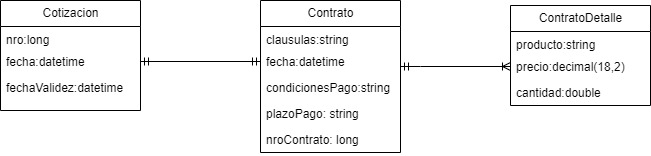 Cotizacion
nro:long
fecha:datetime
fechaValidez:datetime
Contrato
clausulas:string
fecha:datetime
condicionesPago:string
plazoPago: string
nroContrato: long
ContratoDetalle
producto:string
precio:decimal(18,2)
cantidad:double